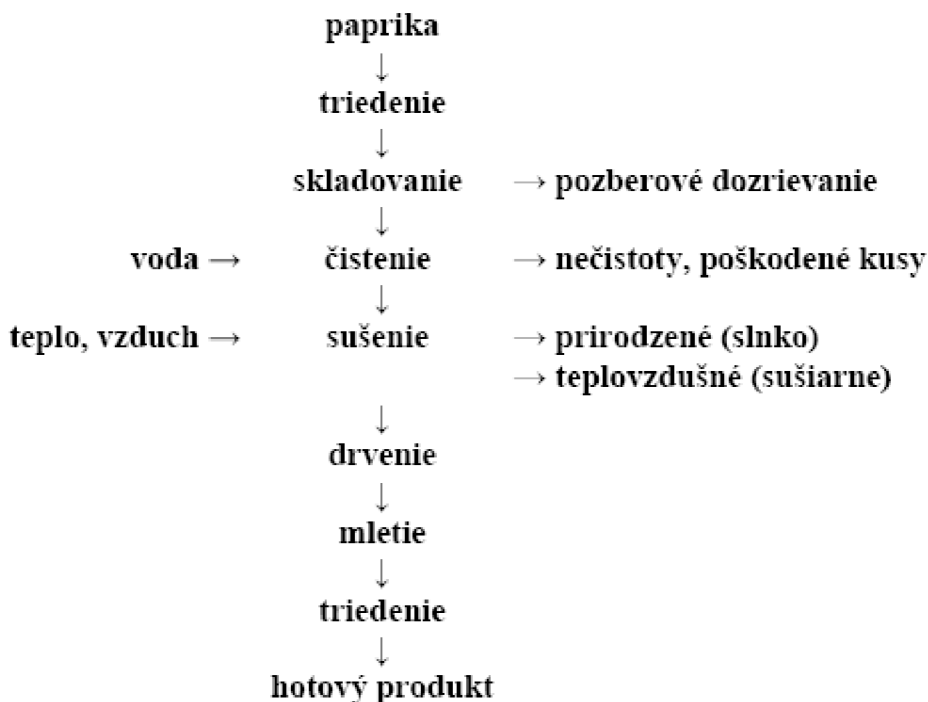 paprika
↓
triedenie
↓
skladovanie → pozberové dozrievanie
↓
voda → čistenie → nečistoty, poškodené kusy
↓
teplo, vzduch → sušenie → prirodzené (slnko)
→ teplovzdušné (sušiarne)
↓
drvenie
↓
mletie
↓
triedenie
↓
hotový produkt